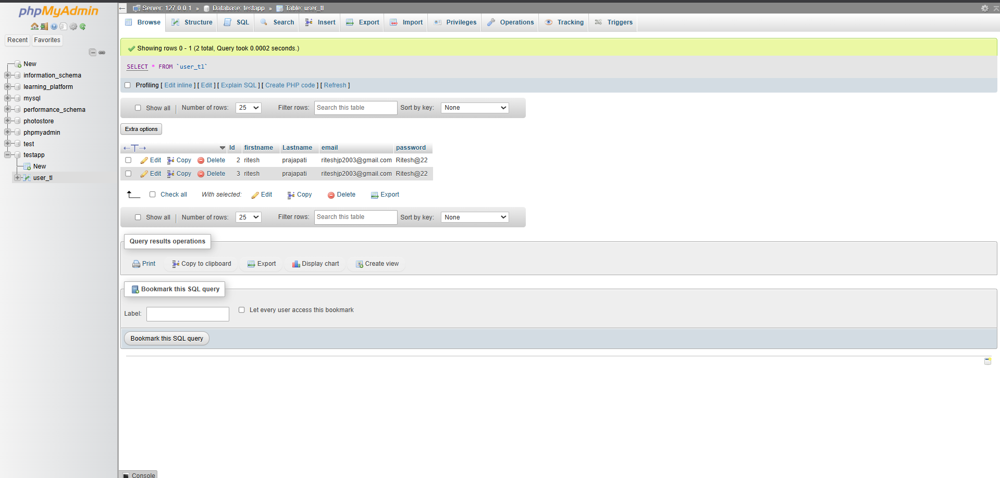 phpMyAdmin
Recent Favorites
New
information_schema
learning_platform
mysql
performance_schema
photostore
phpmyadmin
test
testapp
New
user_tl
Server: 127.0.0.1 » Database: testapp » Table: user_tl
Browse Structure SQL Search Insert Export Import Privileges Operations Tracking Triggers
Showing rows 0 - 1 (2 total, Query took 0.0002 seconds.)
SELECT * FROM `user_tl`
Profiling [ Edit inline ] [ Edit ] [ Explain SQL ] [ Create PHP code ] [ Refresh ]
Show all Number of rows: 25 Filter rows: Search this table Sort by key: None
Extra options
Id firstname Lastname email password
Edit Copy Delete 2 ritesh prajapati riteshjp2003@gmail.com Ritesh@22
Edit Copy Delete 3 ritesh prajapati riteshjp2003@gmail.com Ritesh@22
Check all With selected: Edit Copy Delete Export
Show all Number of rows: 25 Filter rows: Search this table Sort by key: None
Query results operations
Print Copy to clipboard Export Display chart Create view
Bookmark this SQL query
Label: Let every user access this bookmark
Bookmark this SQL query
Console